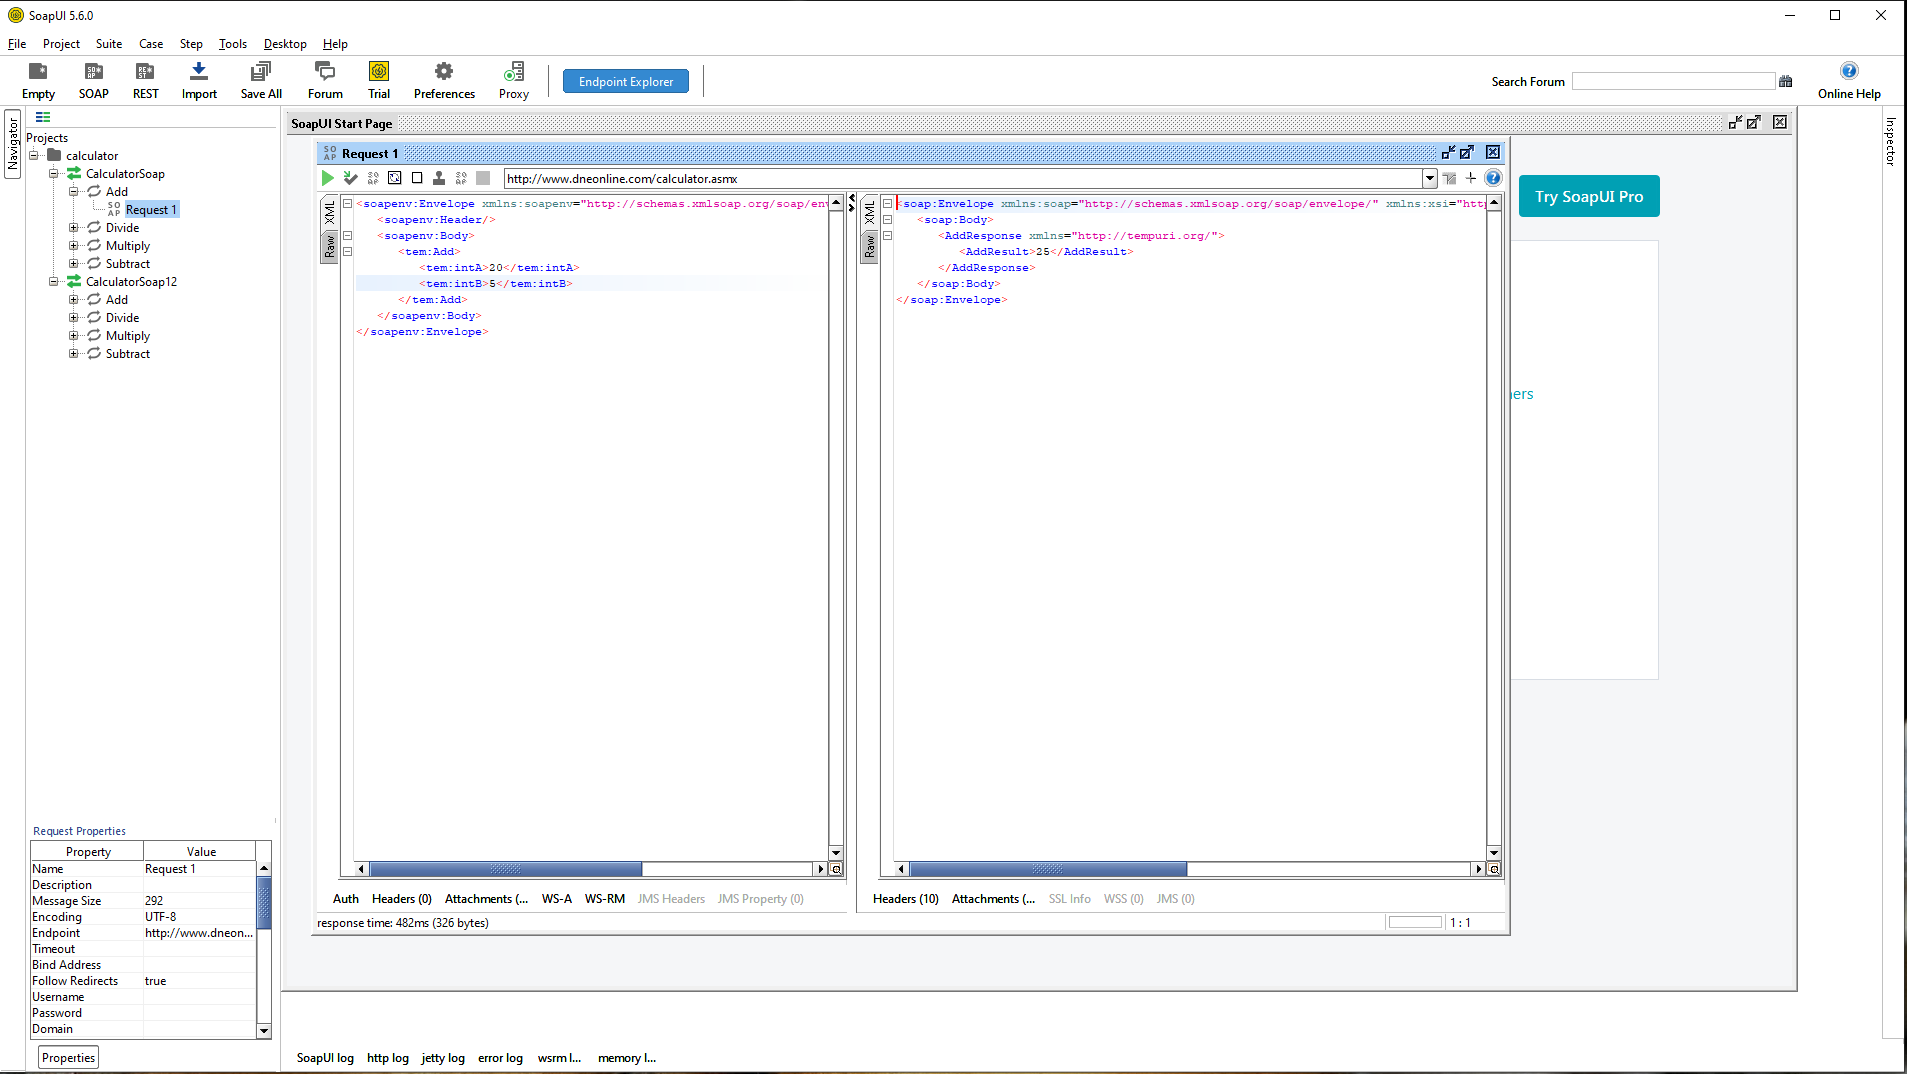 SoapUI 5.6.0
File Project Suite Case Step Tools Desktop Help
Empty SOAP REST Import Save All Forum Trial Preferences Proxy Endpoint Explorer Search Forum Online Help
Navigator
Projects
calculator
CalculatorSoap
Add
Request 1
Divide
Multiply
Subtract
CalculatorSoap12
Add
Divide
Multiply
Subtract
Request Properties
Property Value
Name Request 1
Description
Message Size 292
Encoding UTF-8
Endpoint http://www.dneon...
Timeout
Bind Address
Follow Redirects true
Username
Password
Domain
Properties
SoapUI Start Page
Request 1
http://www.dneonline.com/calculator.asmx
XML
Raw
<soapenv:Envelope xmlns:soapenv="http://schemas.xmlsoap.org/soap/env
<soapenv:Header/>
<soapenv:Body>
<tem:Add>
<tem:intA>20</tem:intA>
<tem:intB>5</tem:intB>
</tem:Add>
</soapenv:Body>
</soapenv:Envelope>
XML
Raw
<soap:Envelope xmlns:soap="http://schemas.xmlsoap.org/soap/envelope/" xmlns:xsi="http
<soap:Body>
<AddResponse xmlns="http://tempuri.org/">
<AddResult>25</AddResult>
</AddResponse>
</soap:Body>
</soap:Envelope>
Auth Headers (0) Attachments (... WS-A WS-RM JMS Headers JMS Property (0)
Headers (10) Attachments (... SSL Info WSS (0) JMS (0)
response time: 482ms (326 bytes)
1 : 1
Try SoapUI Pro
ers
Inspector
SoapUI log http log jetty log error log wsrm l... memory l...